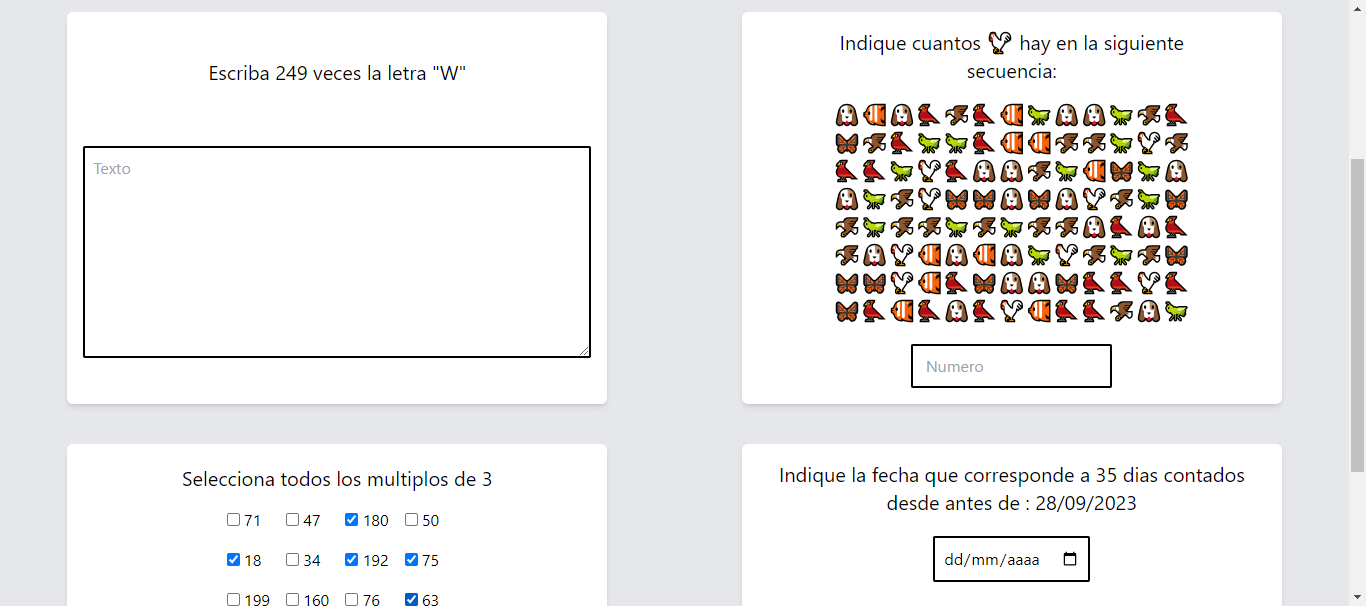 Escriba 249 veces la letra "W"
Texto
Indique cuantos 🐓 hay en la siguiente
secuencia:
Numero
Selecciona todos los multiplos de 3
71 47 180 50
18 34 192 75
199 160 76 63
Indique la fecha que corresponde a 35 dias contados
desde antes de : 28/09/2023
dd/mm/aaaa